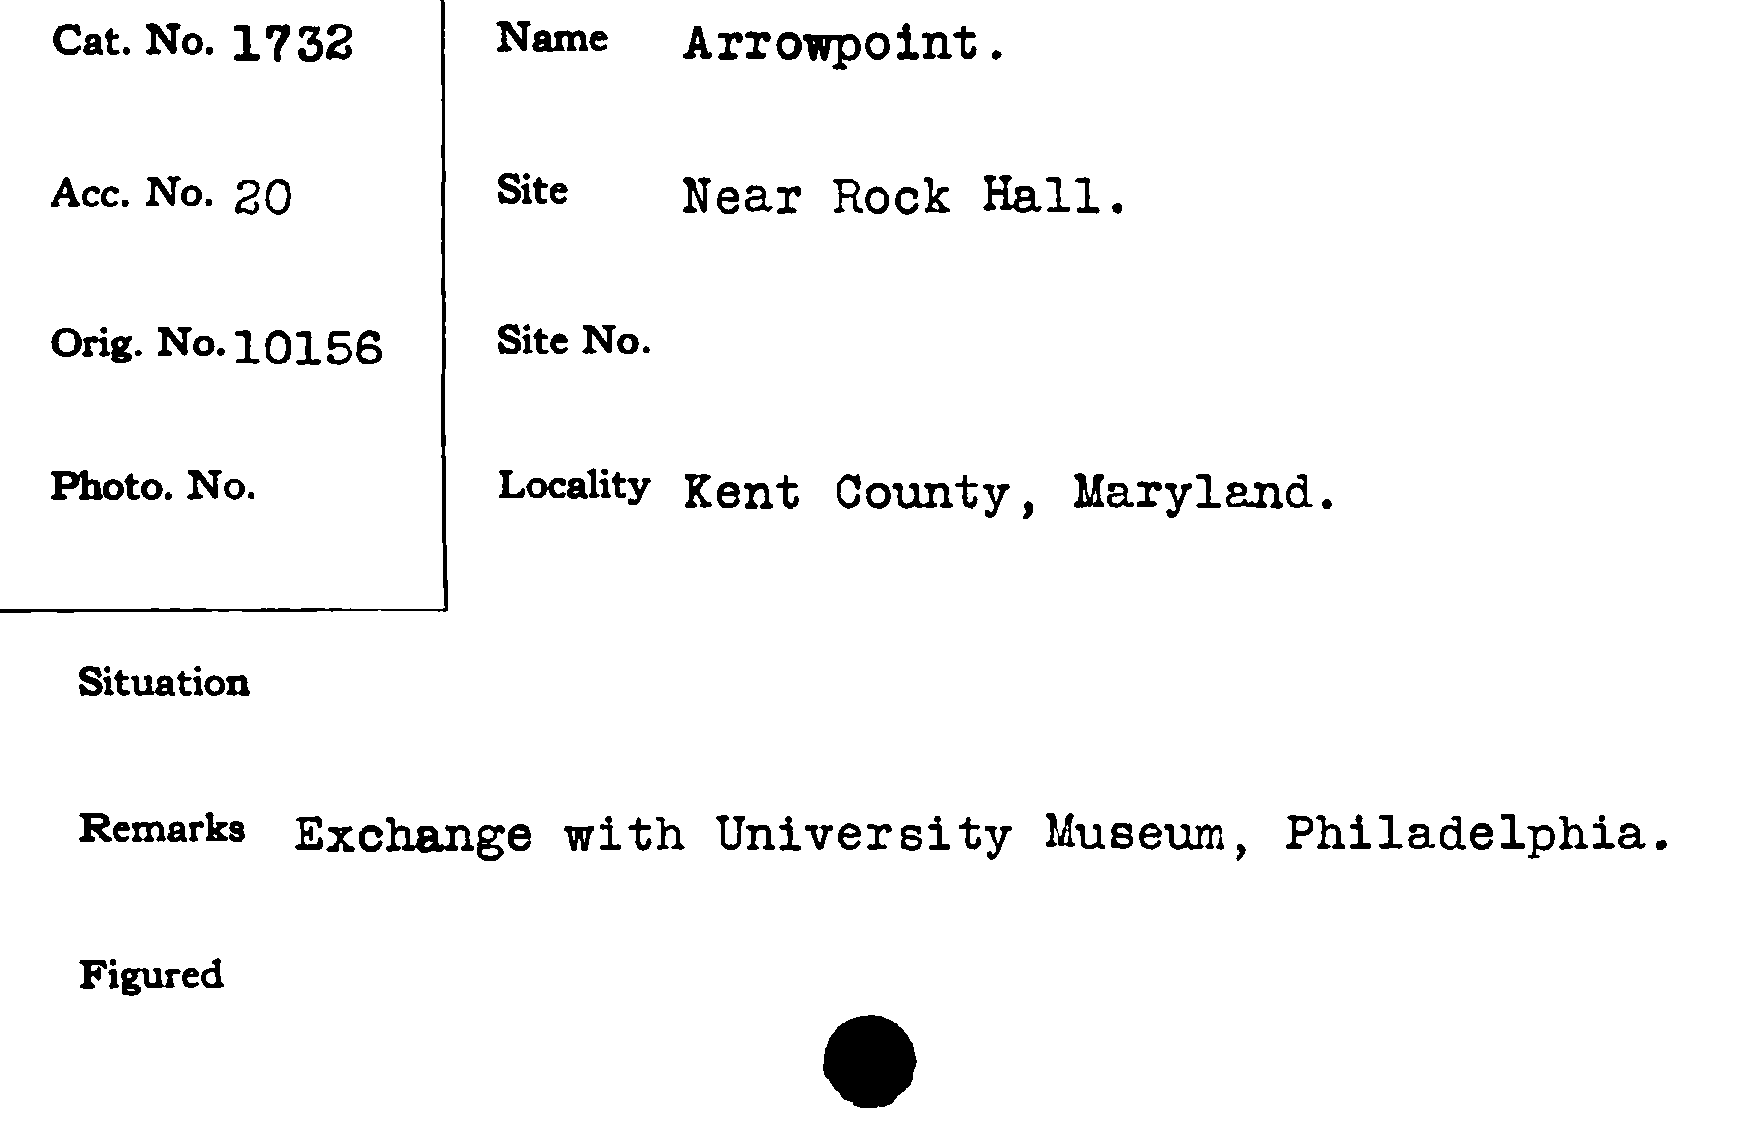 Cat. No. 1732
Acc. No. 20
Orig. No. 10156
Photo. No.
Name Arrowpoint.
Site Near Rock Hall.
Site No.
Locality Kent County, Maryland.
Situation
Remarks Exchange with University Museum, Philadelphia.
Figured